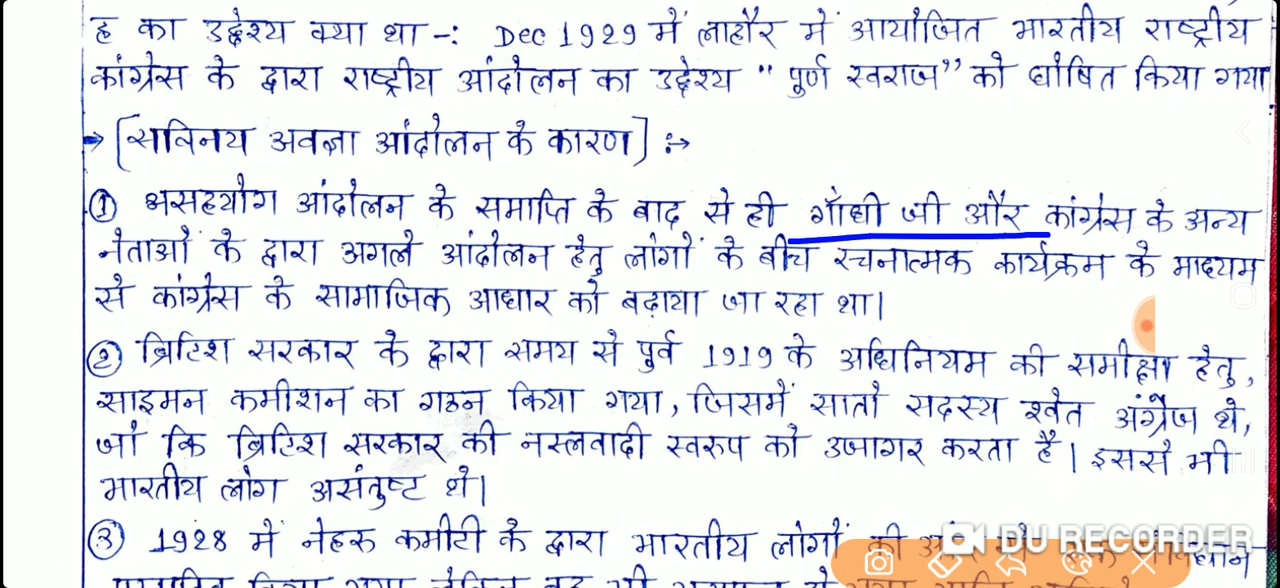 ह का उद्देश्य क्या था -: Dec 1929 में लाहौर में आयोजित भारतीय राष्ट्रीय
कांग्रेस के द्वारा राष्ट्रीय आंदोलन का उद्देश्य "पुर्ण स्वराज" को घोषित किया गया
→ [सविनय अवज्ञा आंदोलन के कारण] :→
① असहयोग आंदोलन के समाप्ति के बाद से ही गाँधी जी और कांग्रेस के अन्य
नेताओं के द्वारा अगले आंदोलन हेतु लोगों के बीच रचनात्मक कार्यक्रम के माध्यम
से कांग्रेस के सामाजिक आधार को बढ़ाया जा रहा था।
② ब्रिटिश सरकार के द्वारा समय से पुर्व 1919 के अधिनियम की समीक्षा हेतु,
साइमन कमीशन का गठन किया गया, जिसमें सातो सदस्य श्वेत अंग्रेज थे,
जो कि ब्रिटिश सरकार की नस्लवादी स्वरुप को उजागर करता है। इससे भी
भारतीय लोग असंतुष्ट थे।
③ 1928 में नेहरु कमीटी के द्वारा भारतीय लोगों की
DU RECORDER